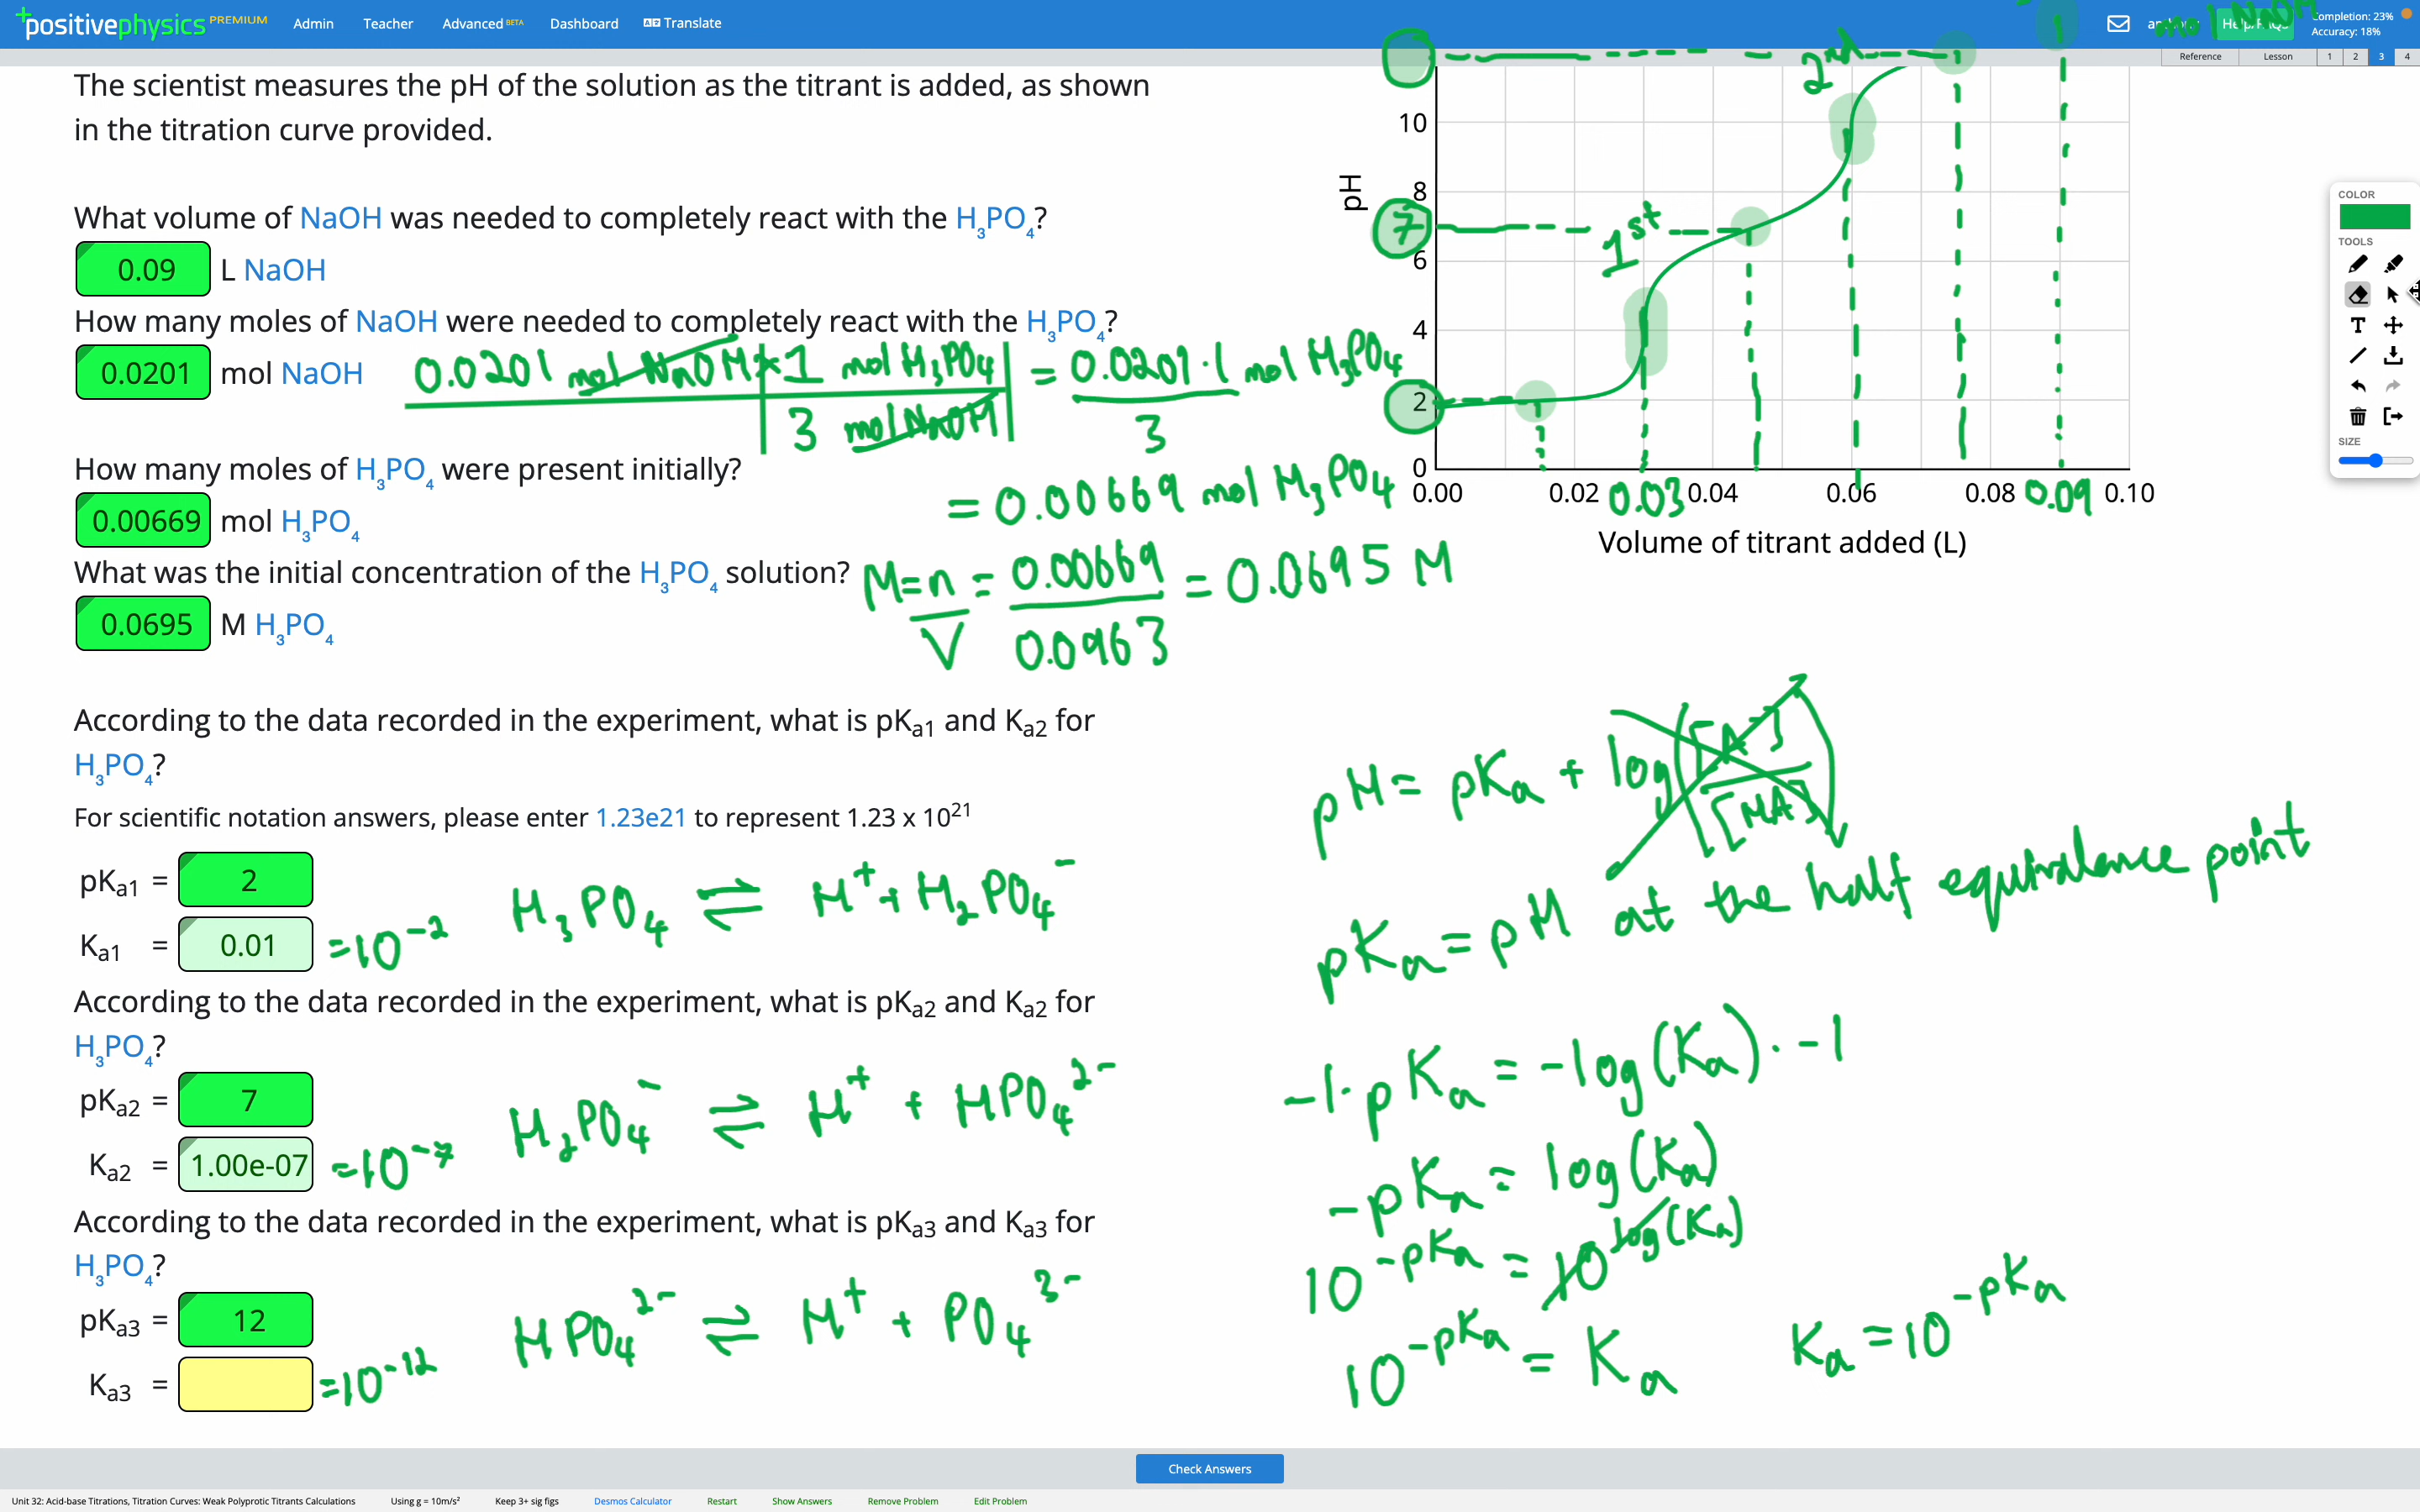 positivephysics PREMIUM Admin Teacher Advanced BETA Dashboard Translate
Completion: 23%
Accuracy: 18%
Reference Lesson 1 2 3 4
The scientist measures the pH of the solution as the titrant is added, as shown
in the titration curve provided.
What volume of NaOH was needed to completely react with the H₃PO₄?
0.09 L NaOH
How many moles of NaOH were needed to completely react with the H₃PO₄?
0.0201 mol NaOH
0.0201 mol NaOH × 1 mol H₃PO₄ = 0.0201 · 1 mol H₃PO₄
3 mol NaOH 3
How many moles of H₃PO₄ were present initially?
= 0.00669 mol H₃PO₄
0.00669 mol H₃PO₄
What was the initial concentration of the H₃PO₄ solution?
M = n = 0.00669 = 0.0695 M
V 0.0963
0.0695 M H₃PO₄
According to the data recorded in the experiment, what is pKa1 and Ka2 for
H₃PO₄?
For scientific notation answers, please enter 1.23e21 to represent 1.23 x 10²¹
pKa1 = 2
H₃PO₄ ⇌ H⁺ + H₂PO₄⁻
Ka1 = 0.01 = 10⁻²
According to the data recorded in the experiment, what is pKa2 and Ka2 for
H₃PO₄?
pKa2 = 7
H₂PO₄⁻ ⇌ H⁺ + HPO₄²⁻
Ka2 = 1.00e-07 = 10⁻⁷
According to the data recorded in the experiment, what is pKa3 and Ka3 for
H₃PO₄?
pKa3 = 12
HPO₄²⁻ ⇌ H⁺ + PO₄³⁻
Ka3 = = 10⁻¹²
pH
10
8
7
6
4
2
0
1st
2nd
0.00 0.02 0.03 0.04 0.06 0.08 0.09 0.10
Volume of titrant added (L)
pH = pKa + log([A⁻]/[HA])
pKa = pH at the half equivalence point
-1 · pKa = -log(Ka) · -1
-pKa = log(Ka)
10^-pKa = 10^log(Ka)
10^-pKa = Ka Ka = 10^-pKa
COLOR
TOOLS
T
SIZE
Check Answers
Unit 32: Acid-base Titrations, Titration Curves: Weak Polyprotic Titrants Calculations Using g = 10m/s² Keep 3+ sig figs Desmos Calculator Restart Show Answers Remove Problem Edit Problem